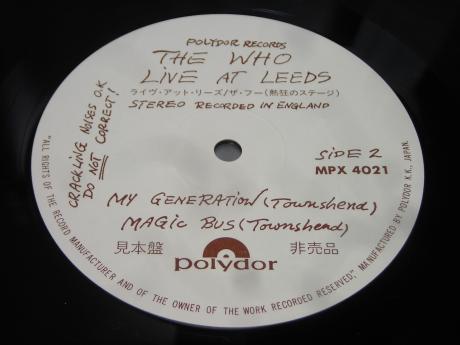 POLYDOR RECORDS
THE WHO
LIVE AT LEEDS
ライヴ・アット・リーズ/ザ・フー(熱狂のステージ)
STEREO RECORDED IN ENGLAND
CRACKLING NOISES O.K.
DO NOT CORRECT!
SIDE 2
MPX 4021
MY GENERATION (Townshend)
MAGIC BUS (Townshead)
見本盤
非売品
polydor
"ALL RIGHTS OF THE RECORD MANUFACTURER AND OF THE OWNER OF THE WORK RECORDED RESERVED", MANUFACTURED BY POLYDOR K.K., JAPAN.